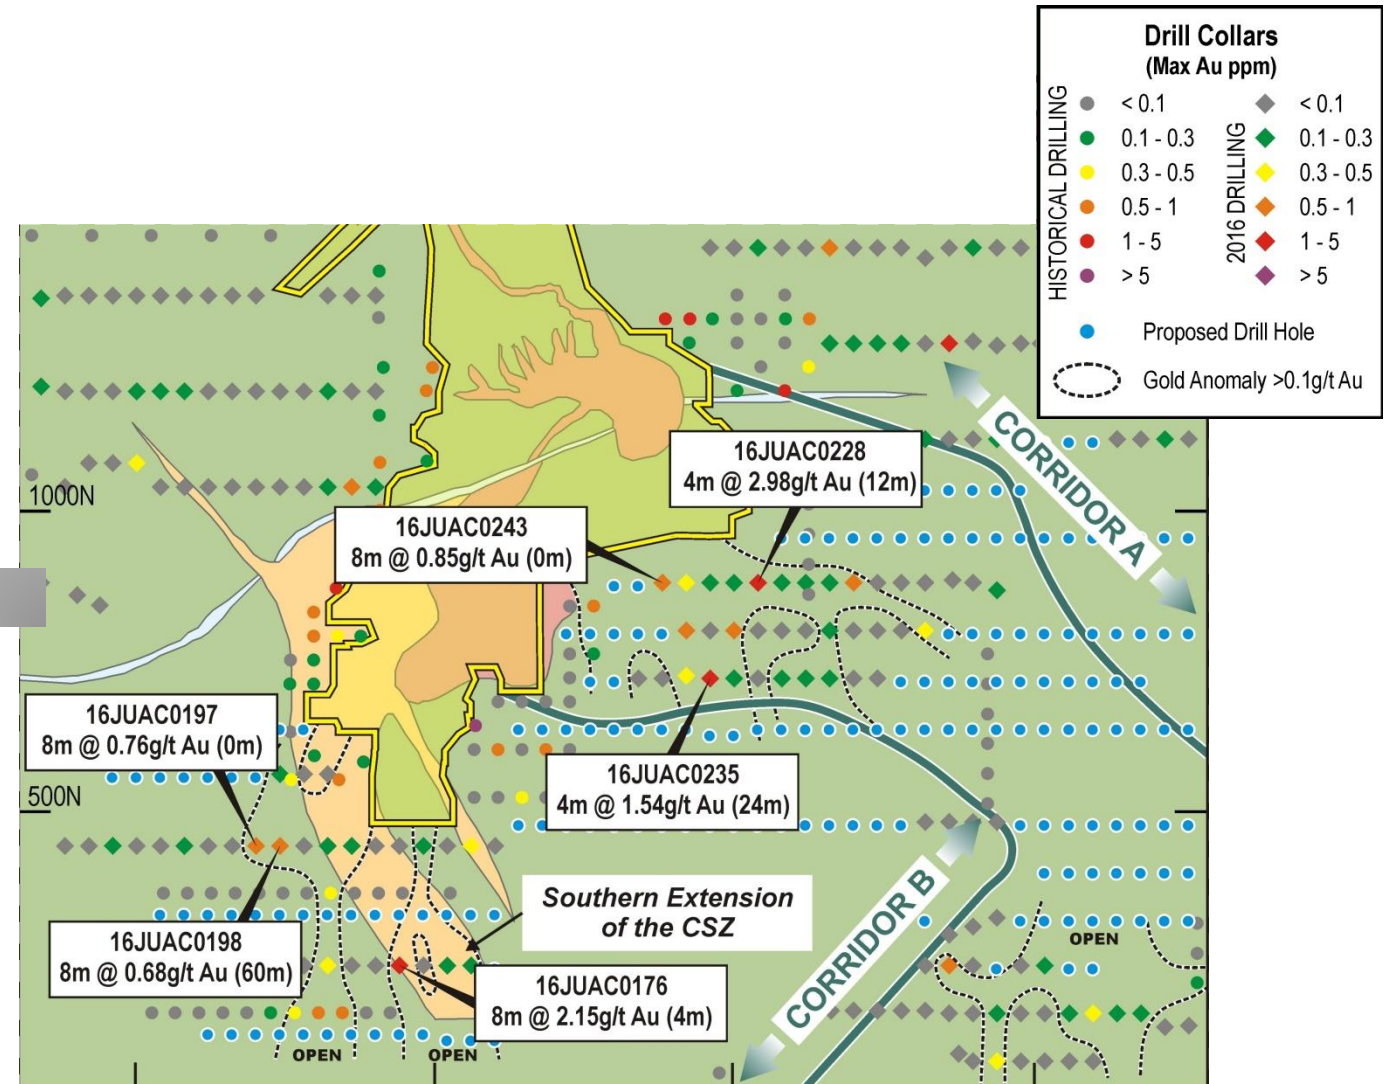 Drill Collars
(Max Au ppm)
HISTORICAL DRILLING
< 0.1
0.1 - 0.3
0.3 - 0.5
0.5 - 1
1 - 5
> 5
2016 DRILLING
< 0.1
0.1 - 0.3
0.3 - 0.5
0.5 - 1
1 - 5
> 5
Proposed Drill Hole
Gold Anomaly >0.1g/t Au
CORRIDOR A
16JUAC0228
4m @ 2.98g/t Au (12m)
1000N
16JUAC0243
8m @ 0.85g/t Au (0m)
16JUAC0197
8m @ 0.76g/t Au (0m)
16JUAC0235
4m @ 1.54g/t Au (24m)
500N
CORRIDOR B
Southern Extension
of the CSZ
16JUAC0198
8m @ 0.68g/t Au (60m)
OPEN
16JUAC0176
8m @ 2.15g/t Au (4m)
OPEN
OPEN